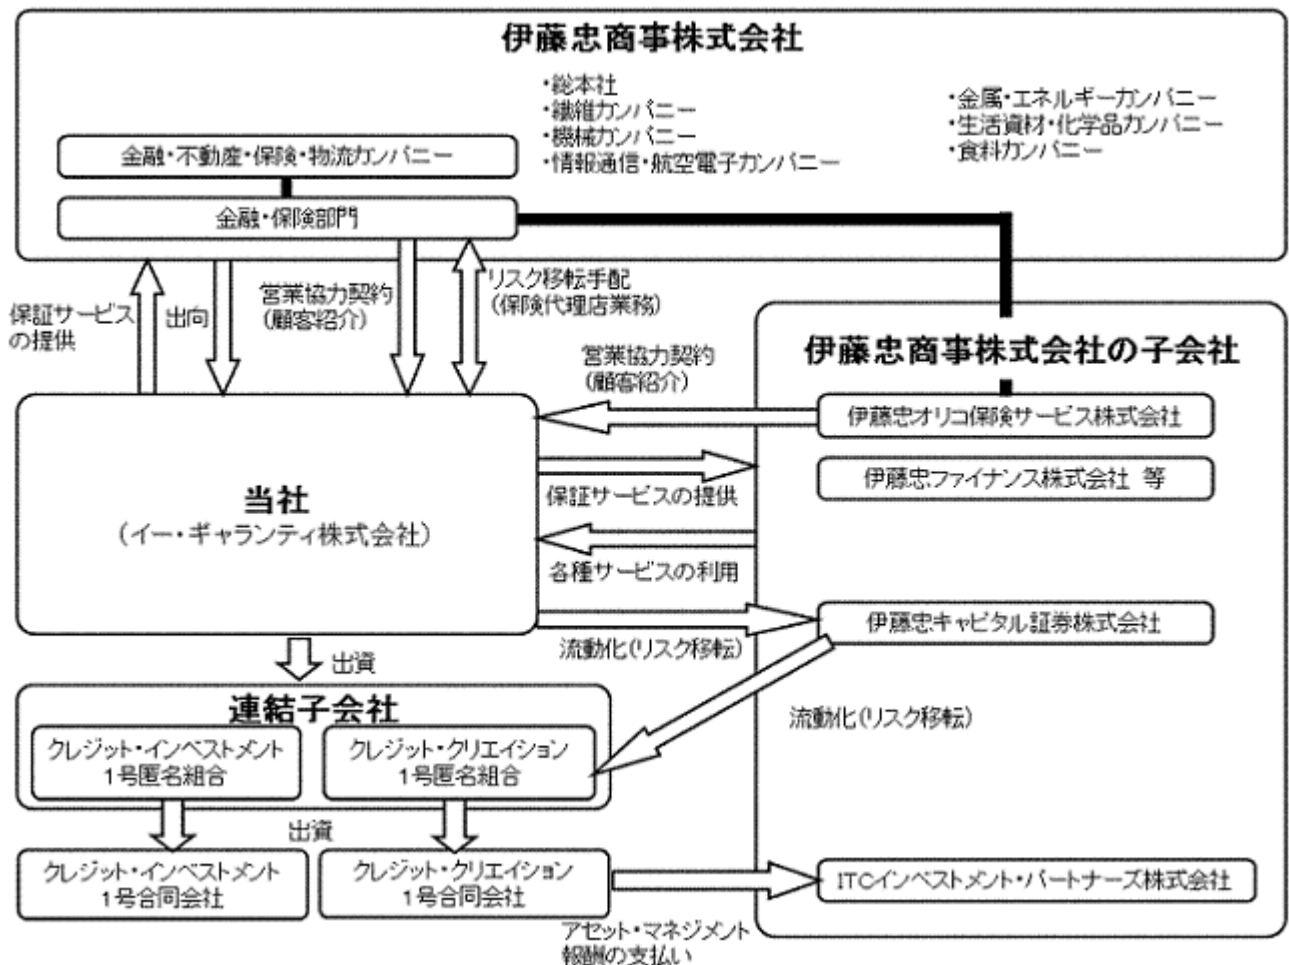 伊藤忠商事株式会社
・総本社
・繊維カンパニー
・機械カンパニー
・情報通信・航空電子カンパニー
・金属・エネルギーカンパニー
・生活資材・化学品カンパニー
・食料カンパニー
金融・不動産・保険・物流カンパニー
金融・保険部門
保証サービス
の提供
出向
営業協力契約
(顧客紹介)
リスク移転手配
(保険代理店業務)
伊藤忠商事株式会社の子会社
営業協力契約
(顧客紹介)
伊藤忠オリコ保険サービス株式会社
伊藤忠ファイナンス株式会社 等
当社
(イー・ギャランティ株式会社)
保証サービスの提供
各種サービスの利用
伊藤忠キャピタル証券株式会社
流動化(リスク移転)
出資
連結子会社
流動化(リスク移転)
クレジット・インベストメント
1号匿名組合
クレジット・クリエイション
1号匿名組合
出資
クレジット・インベストメント
1号合同会社
クレジット・クリエイション
1号合同会社
ITCインベストメント・パートナーズ株式会社
アセット・マネジメント
報酬の支払い